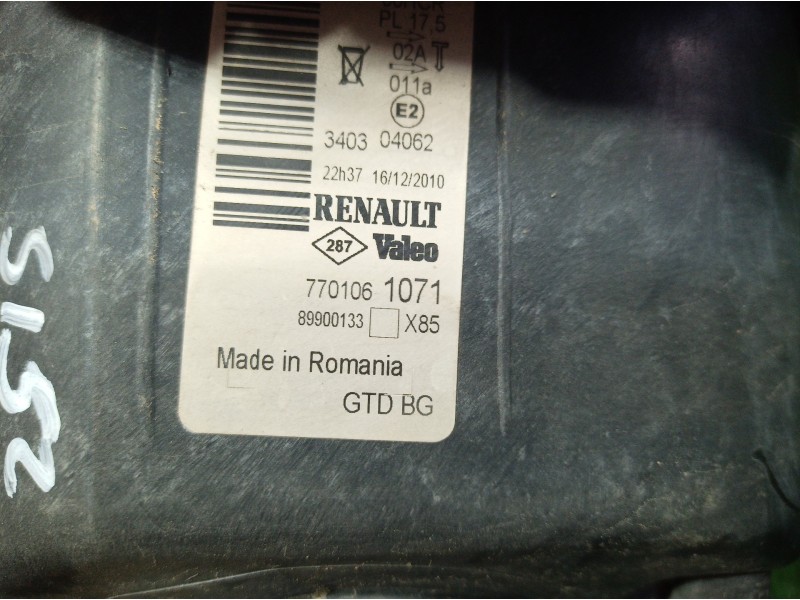 PL 17,5
02A
011a
E2
3403 04062
22h37 16/12/2010
RENAULT
287 Valeo
770106 1071
89900133 X85
Made in Romania
GTD BG